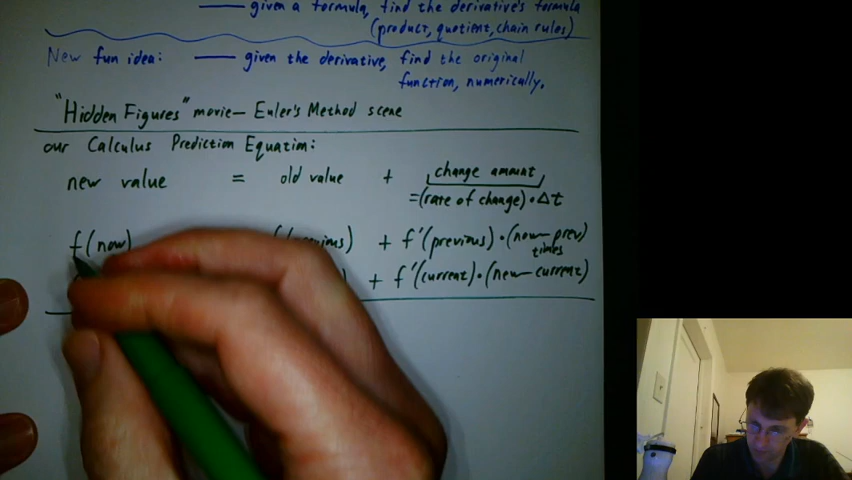 — given a formula, find the derivative's formula
(product, quotient, chain rules)
New fun idea: — given the derivative, find the original
function, numerically.
"Hidden Figures" movie— Euler's Method scene
our Calculus Prediction Equation:
new value = old value + change amount
=(rate of change)•Δt
f(now) + f'(previous)•(now-prev)
times
+ f'(current)•(new-current)